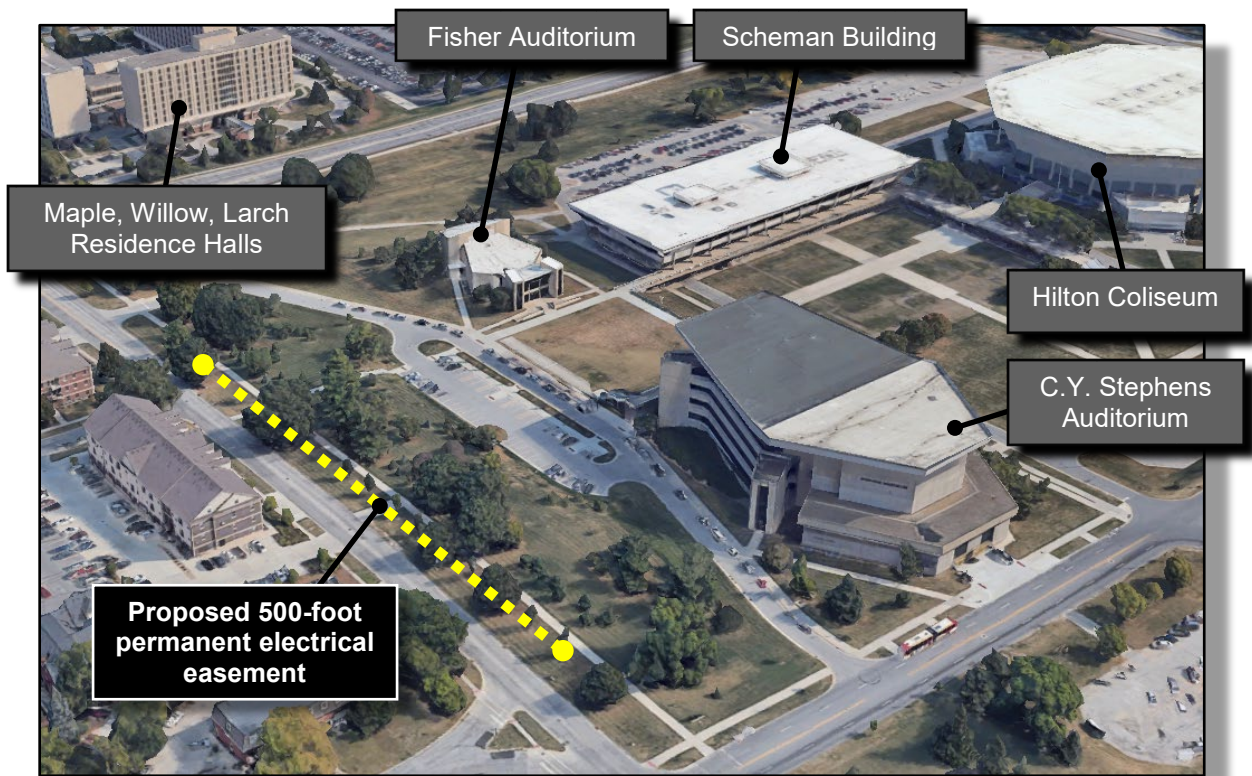 Fisher Auditorium
Scheman Building
Maple, Willow, Larch
Residence Halls
Hilton Coliseum
C.Y. Stephens
Auditorium
Proposed 500-foot
permanent electrical
easement